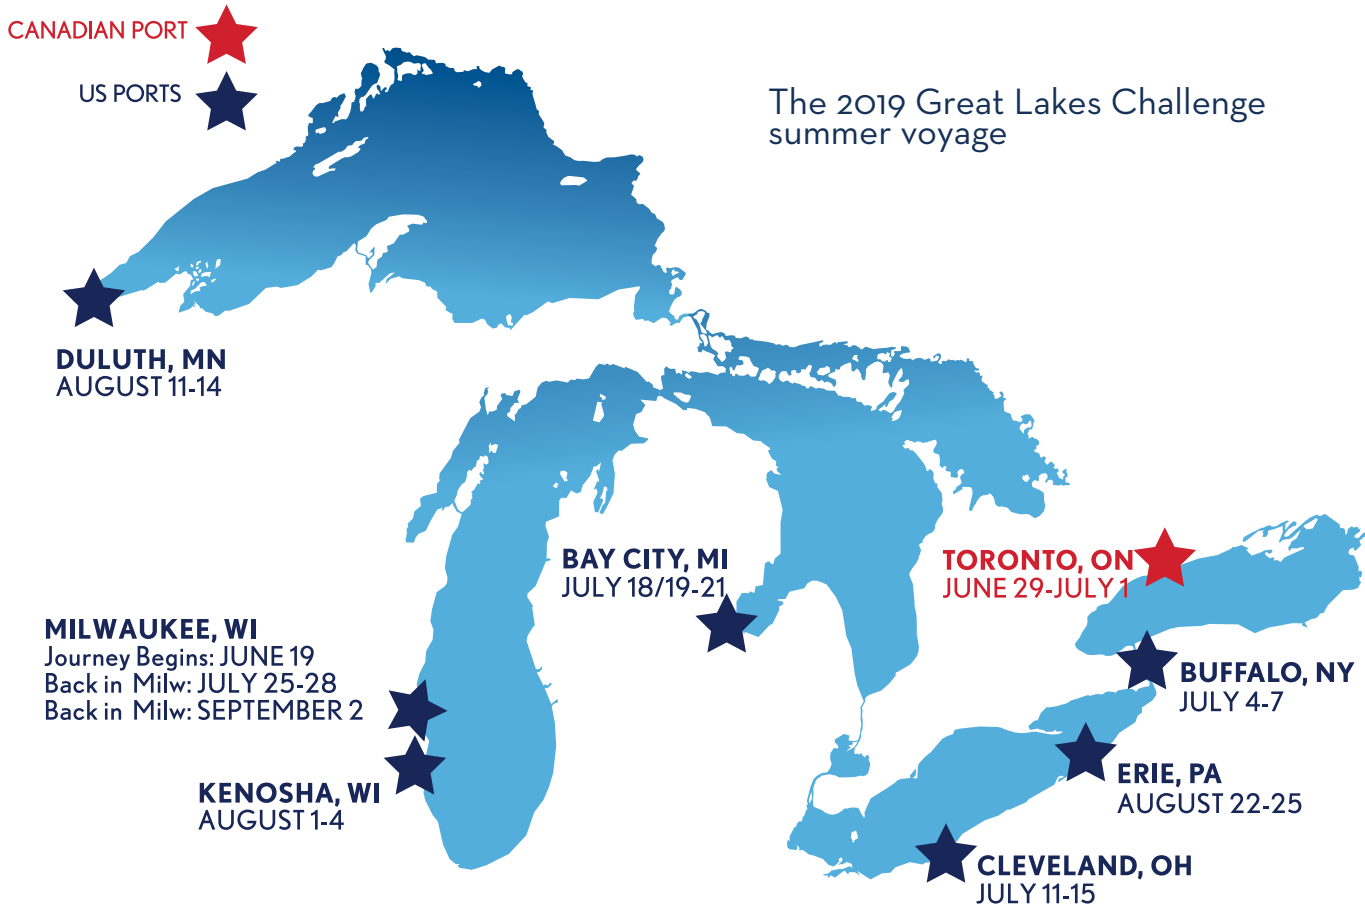 CANADIAN PORT
US PORTS
The 2019 Great Lakes Challenge
summer voyage
DULUTH, MN
AUGUST 11-14
BAY CITY, MI
JULY 18/19-21
TORONTO, ON
JUNE 29-JULY 1
MILWAUKEE, WI
Journey Begins: JUNE 19
Back in Milw: JULY 25-28
Back in Milw: SEPTEMBER 2
BUFFALO, NY
JULY 4-7
KENOSHA, WI
AUGUST 1-4
ERIE, PA
AUGUST 22-25
CLEVELAND, OH
JULY 11-15